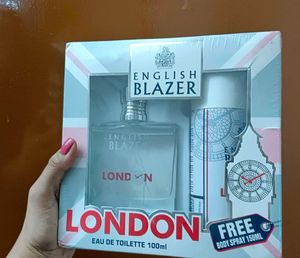 ENGLISH
BLAZER
ENGLISH
BLAZER
LONDON
LONDON
EAU DE TOILETTE 100ml
FREE
BODY SPRAY 150ML